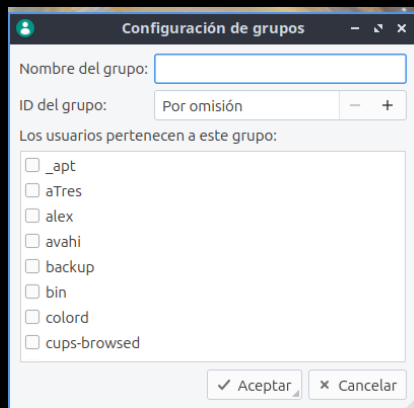 Configuración de grupos
Nombre del grupo:
ID del grupo: Por omisión
Los usuarios pertenecen a este grupo:
_apt
aTres
alex
avahi
backup
bin
colord
cups-browsed
Aceptar Cancelar